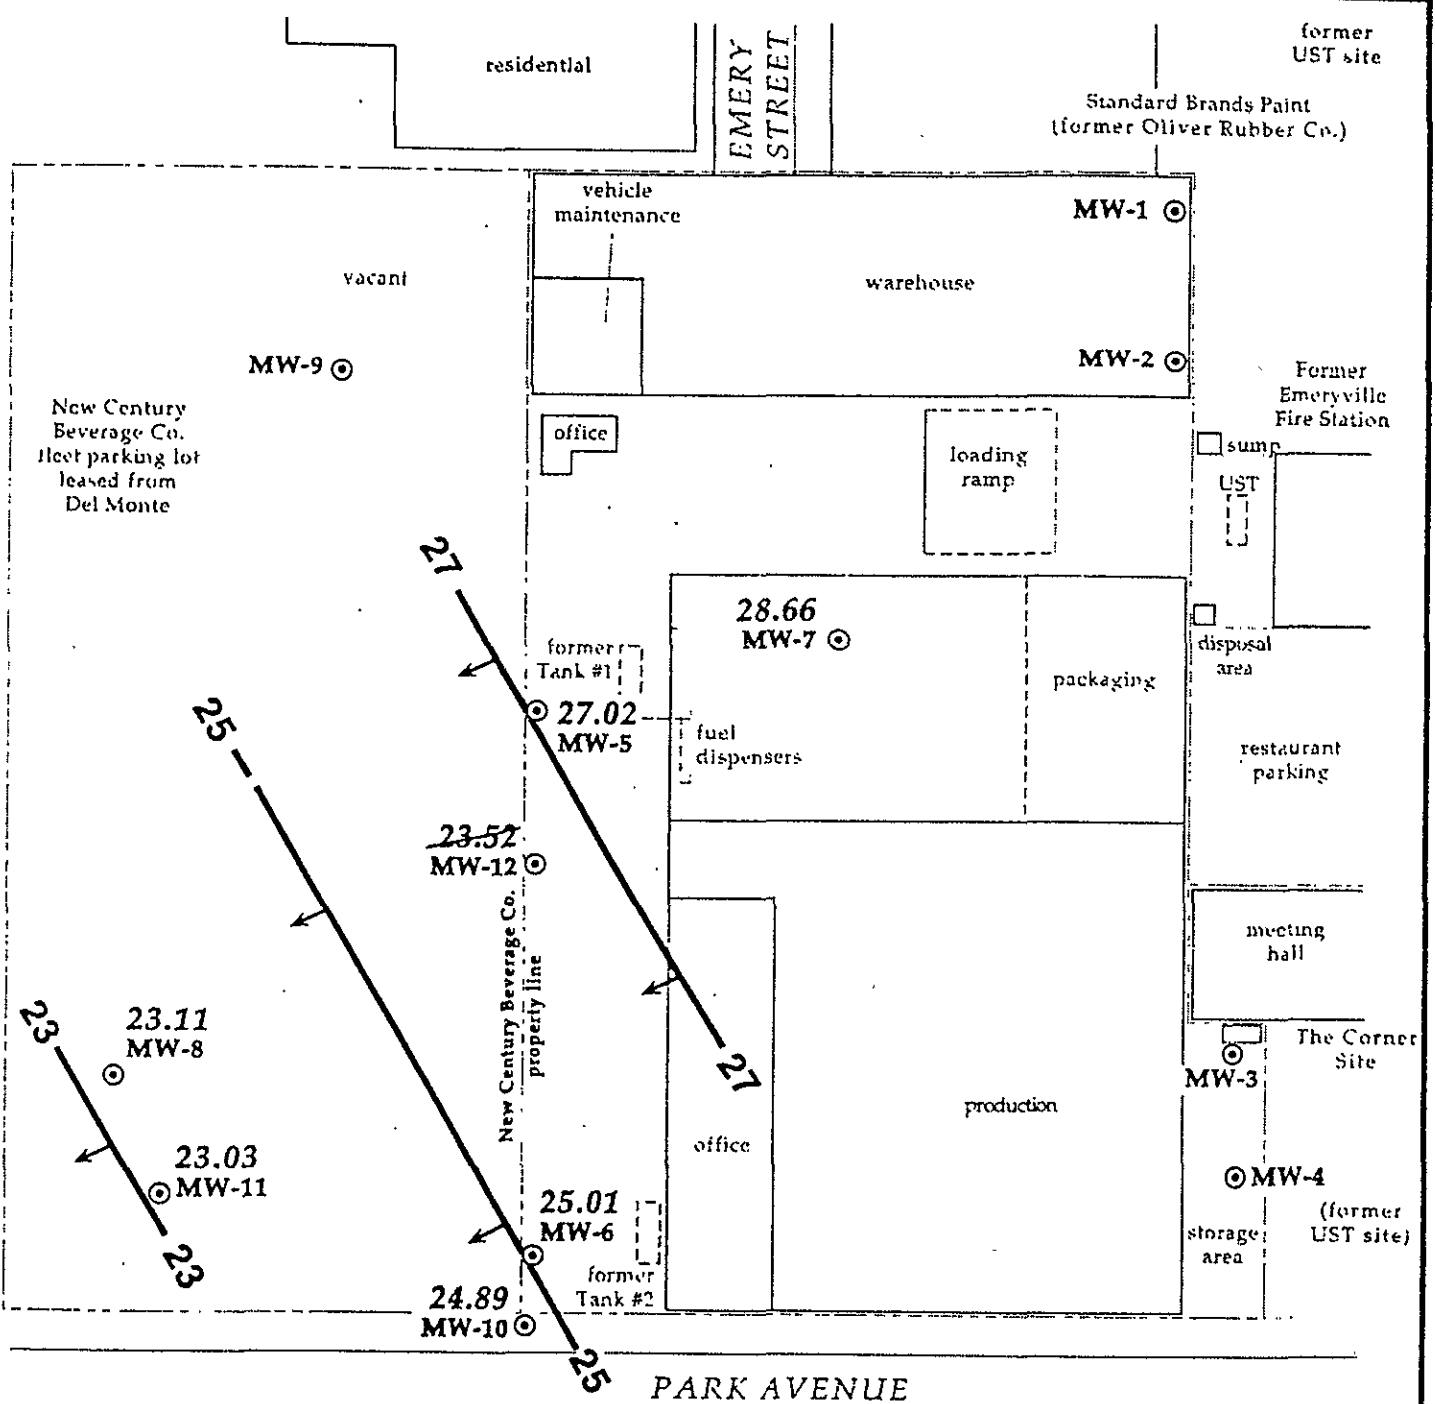 former
UST site
residential
EMERY
STREET
Standard Brands Paint
(former Oliver Rubber Co.)
vehicle
maintenance
MW-1
vacant
warehouse
MW-9
MW-2
Former
Emeryville
Fire Station
New Century
Beverage Co.
fleet parking lot
leased from
Del Monte
office
loading
ramp
sump
UST
27
28.66
MW-7
former
Tank #1
disposal
area
packaging
25
27.02
MW-5
fuel
dispensers
restaurant
parking
23.52
MW-12
New Century Beverage Co.
property line
meeting
hall
23
23.11
MW-8
The Corner
Site
27
MW-3
production
office
23.03
MW-11
MW-4
25.01
MW-6
(former
UST site)
storage
area
23
former
Tank #2
24.89
MW-10
25
PARK AVENUE